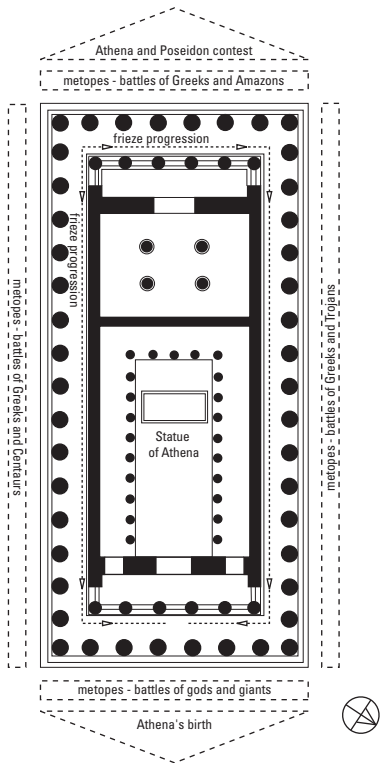 Athena and Poseidon contest
metopes - battles of Greeks and Amazons
frieze progression
frieze progression
metopes - battles of Greeks and Centaurs
metopes - battles of Greeks and Trojans
Statue
of Athena
metopes - battles of gods and giants
Athena's birth